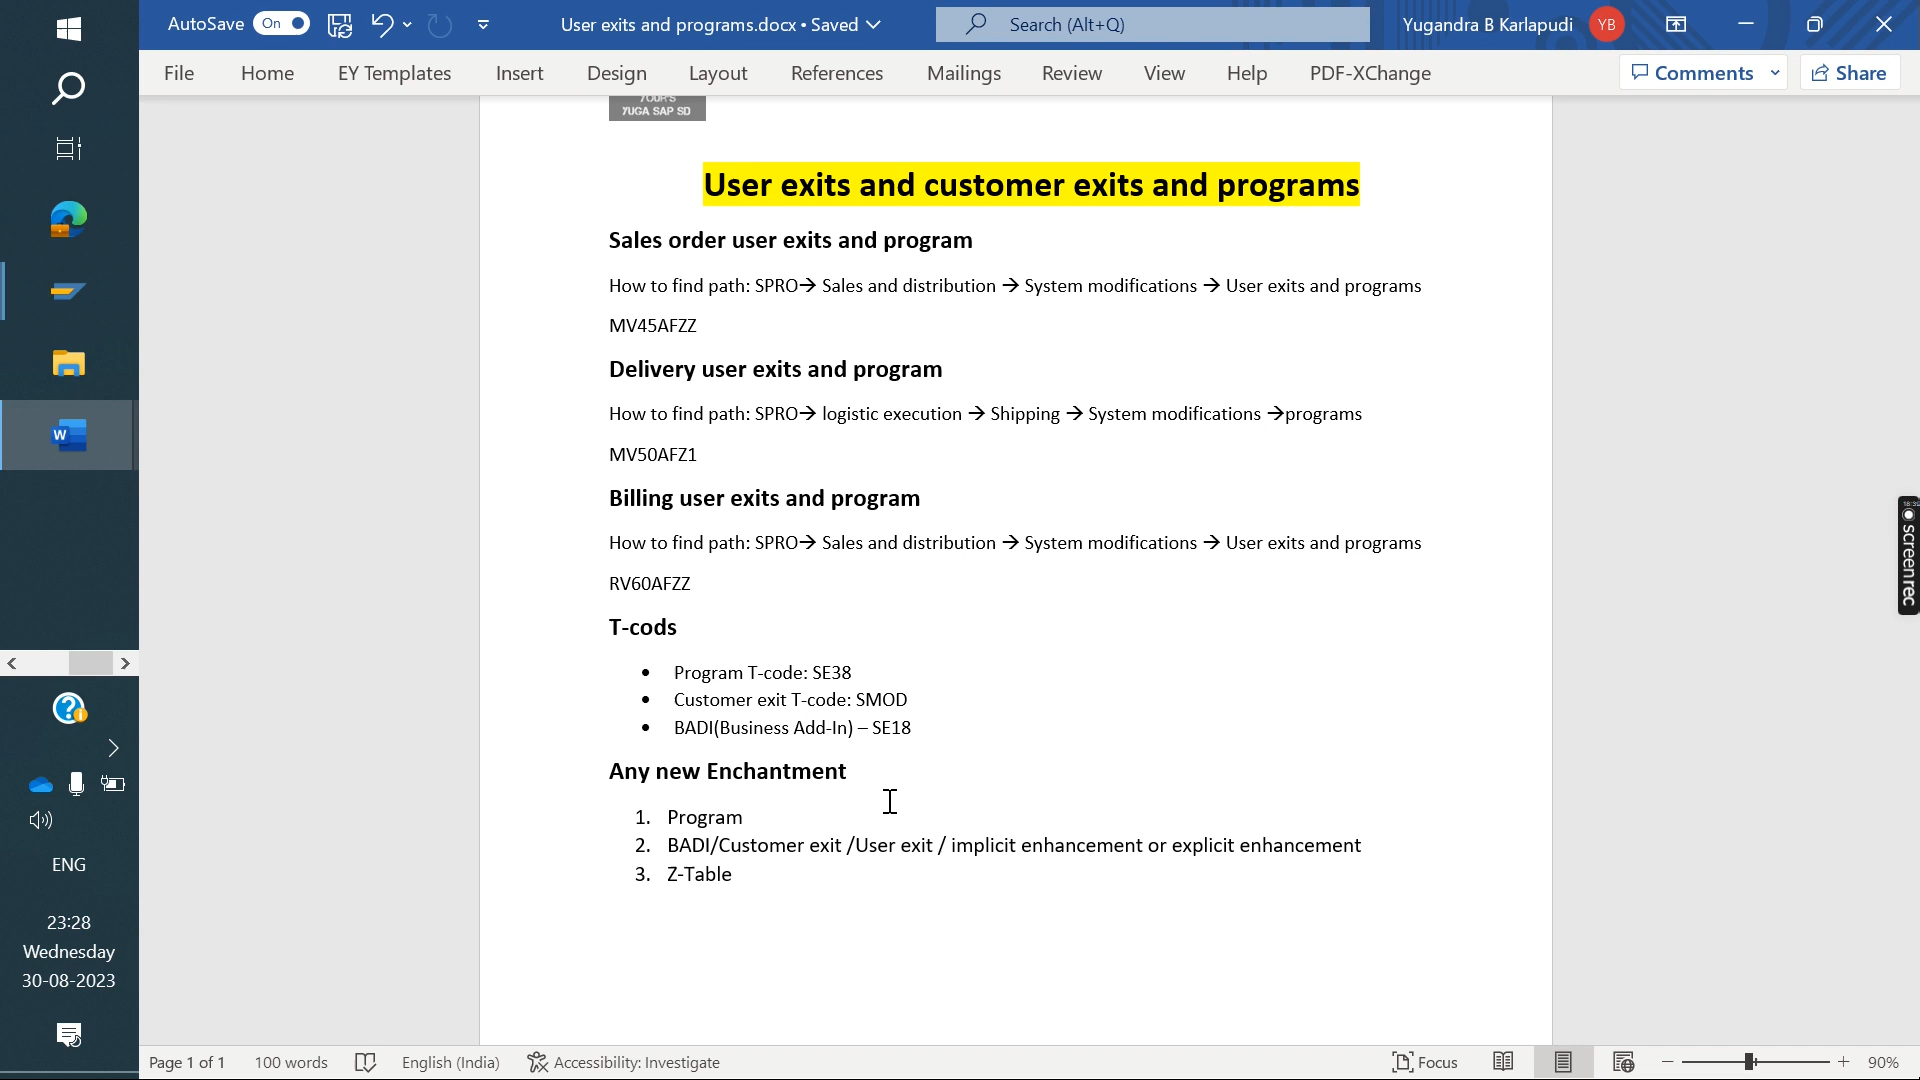 AutoSave On User exits and programs.docx • Saved Search (Alt+Q) Yugandra B Karlapudi YB
File Home EY Templates Insert Design Layout References Mailings Review View Help PDF-XChange Comments Share
YOUR'S
YUGA SAP SD
User exits and customer exits and programs
Sales order user exits and program
How to find path: SPRO→ Sales and distribution → System modifications → User exits and programs
MV45AFZZ
Delivery user exits and program
How to find path: SPRO→ logistic execution → Shipping → System modifications →programs
MV50AFZ1
Billing user exits and program
How to find path: SPRO→ Sales and distribution → System modifications → User exits and programs
RV60AFZZ
T-cods
• Program T-code: SE38
• Customer exit T-code: SMOD
• BADI(Business Add-In) – SE18
Any new Enchantment
1. Program
2. BADI/Customer exit /User exit / implicit enhancement or explicit enhancement
3. Z-Table
W
ENG
23:28
Wednesday
30-08-2023
screenrec
Page 1 of 1 100 words English (India) Accessibility: Investigate Focus 90%